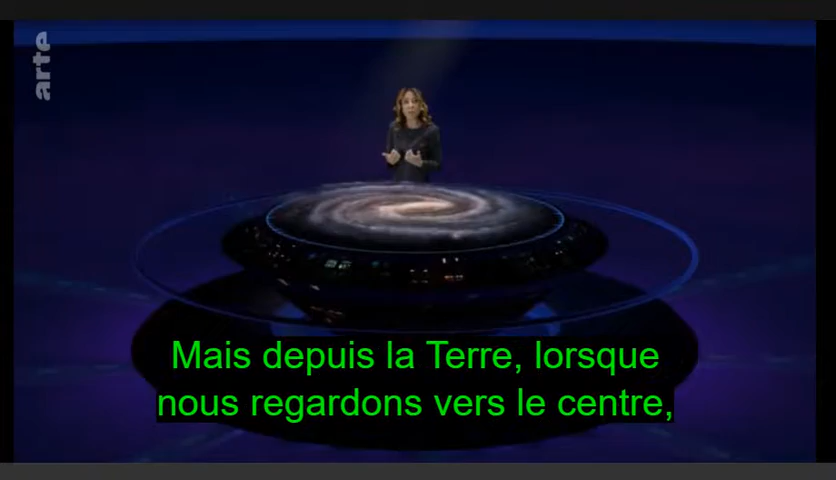 arte
Mais depuis la Terre, lorsque
nous regardons vers le centre,